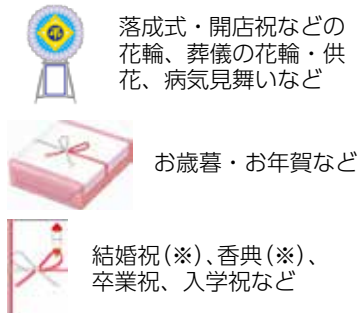 落成式・開店祝などの
花輪、葬儀の花輪・供
花、病気見舞いなど
お歳暮・お年賀など
結婚祝(※)、香典(※)、
卒業祝、入学祝など